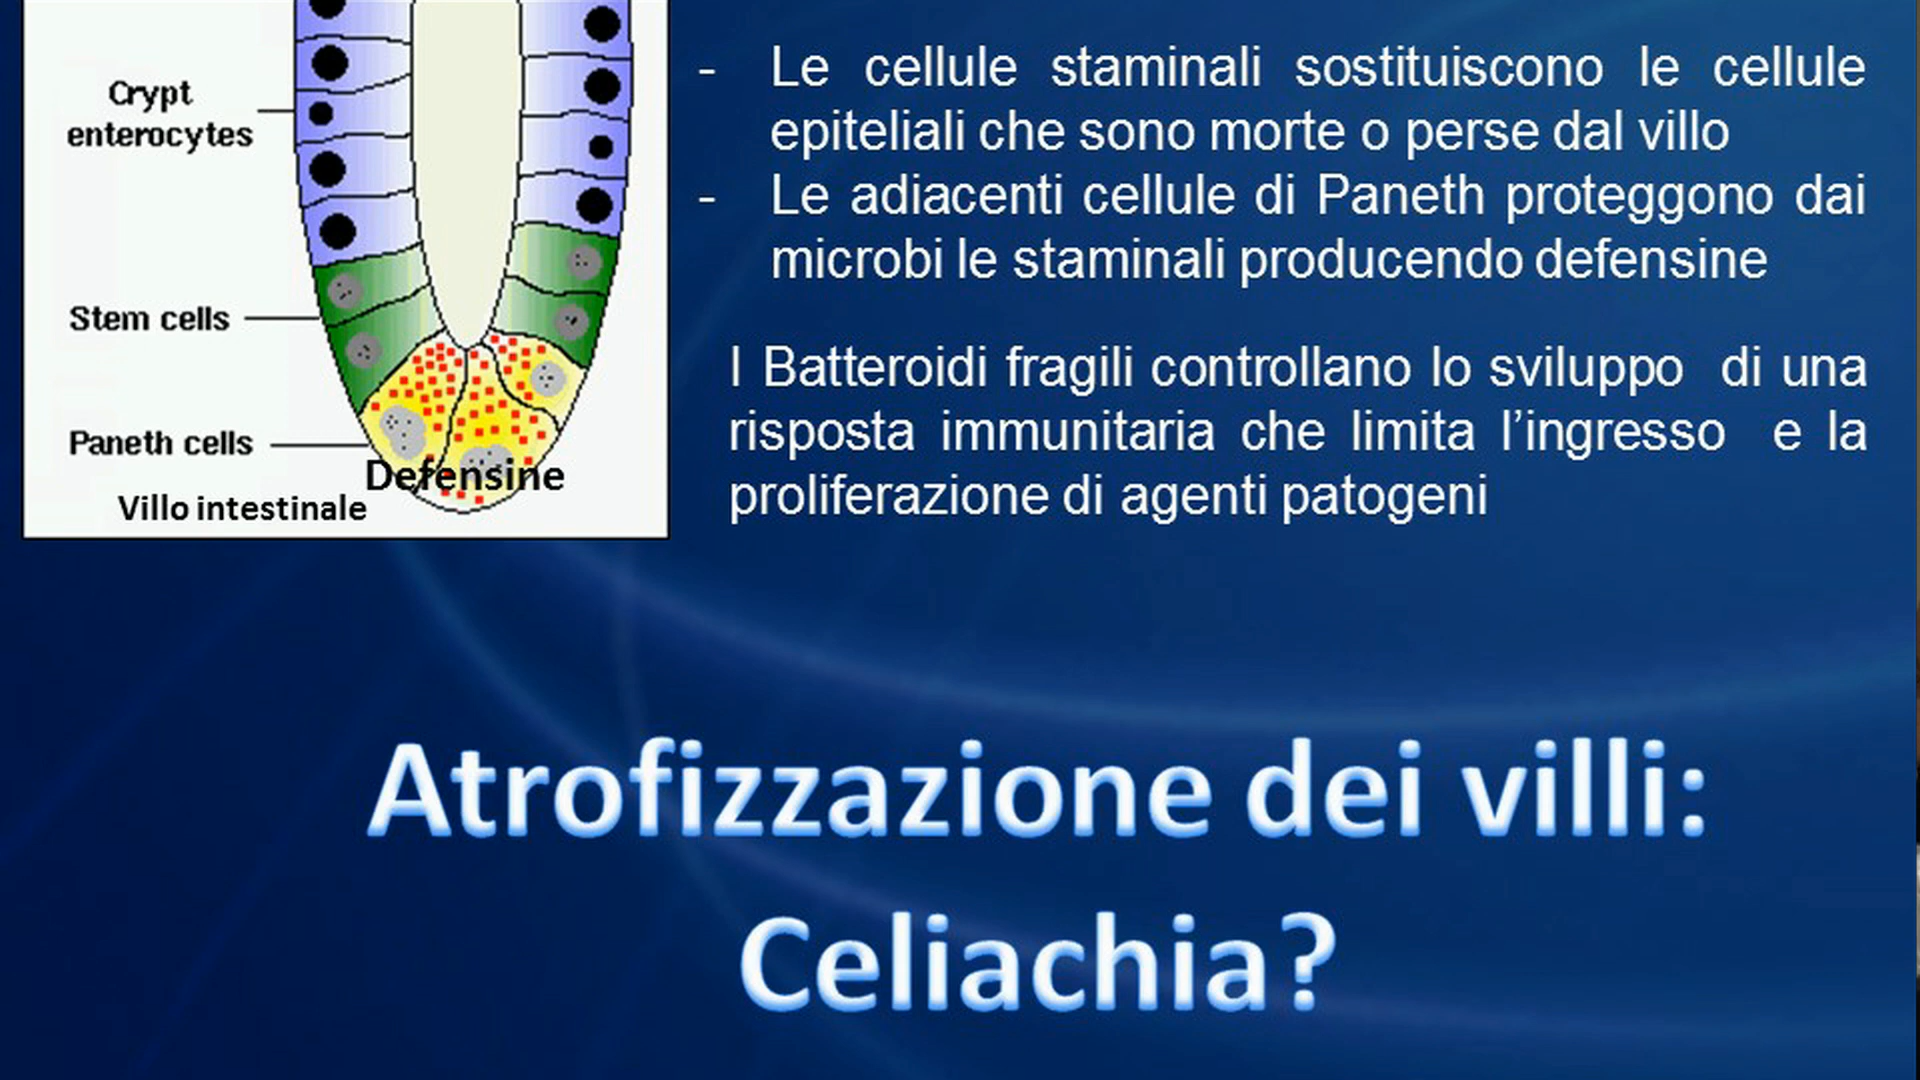 Crypt
enterocytes
Stem cells
Paneth cells
Defensine
Villo intestinale
- Le cellule staminali sostituiscono le cellule
epiteliali che sono morte o perse dal villo
- Le adiacenti cellule di Paneth proteggono dai
microbi le staminali producendo defensine
I Batteroidi fragili controllano lo sviluppo di una
risposta immunitaria che limita l’ingresso e la
proliferazione di agenti patogeni
Atrofizzazione dei villi:
Celiachia?